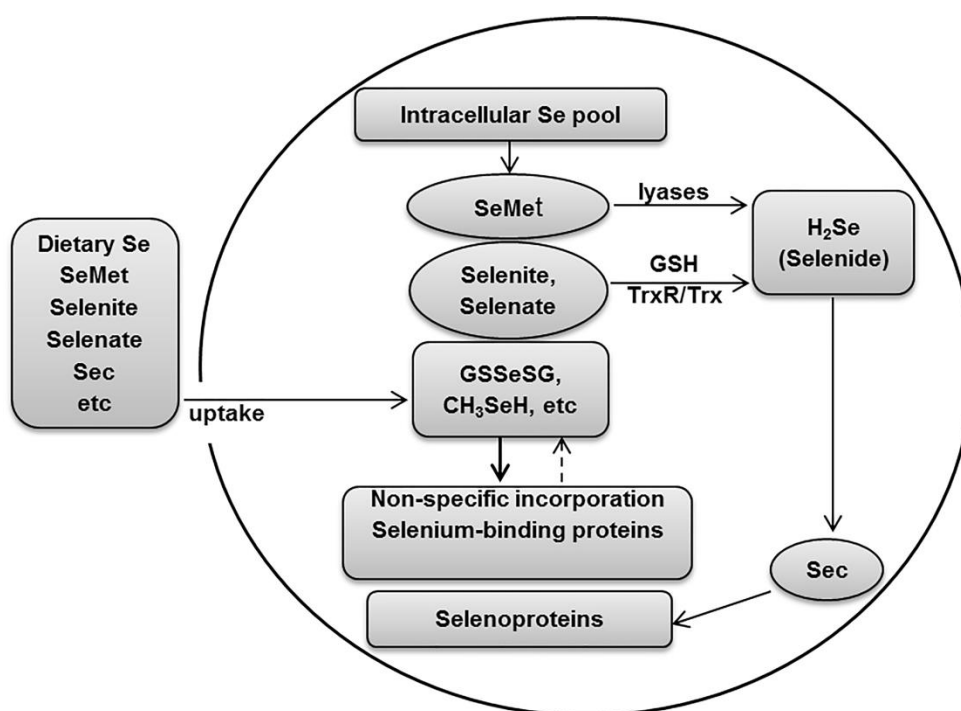 Dietary Se
SeMet
Selenite
Selenate
Sec
etc
uptake
Intracellular Se pool
SeMet
lyases
H₂Se
(Selenide)
Selenite,
Selenate
GSH
TrxR/Trx
GSSeSG,
CH₃SeH, etc
Non-specific incorporation
Selenium-binding proteins
Sec
Selenoproteins